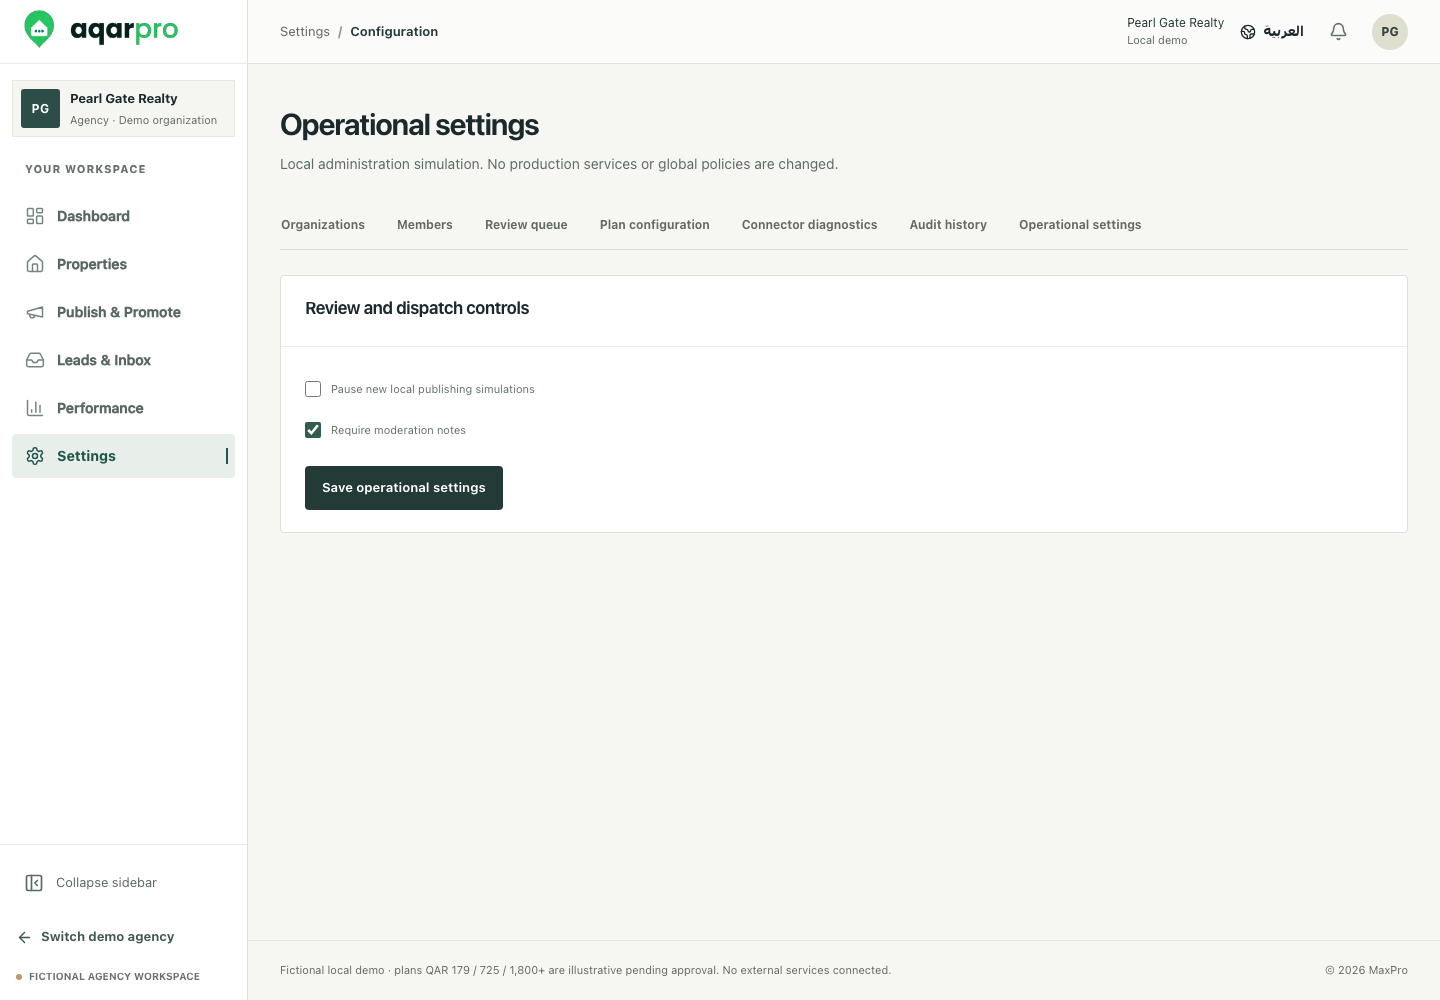 aqarpro
PG
Pearl Gate Realty
Agency · Demo organization
YOUR WORKSPACE
Dashboard
Properties
Publish & Promote
Leads & Inbox
Performance
Settings
Collapse sidebar
Switch demo agency
FICTIONAL AGENCY WORKSPACE
Settings / Configuration
Pearl Gate Realty
Local demo
العربية
PG
Operational settings
Local administration simulation. No production services or global policies are changed.
Organizations Members Review queue Plan configuration Connector diagnostics Audit history Operational settings
Review and dispatch controls
Pause new local publishing simulations
Require moderation notes
Save operational settings
Fictional local demo · plans QAR 179 / 725 / 1,800+ are illustrative pending approval. No external services connected.
© 2026 MaxPro